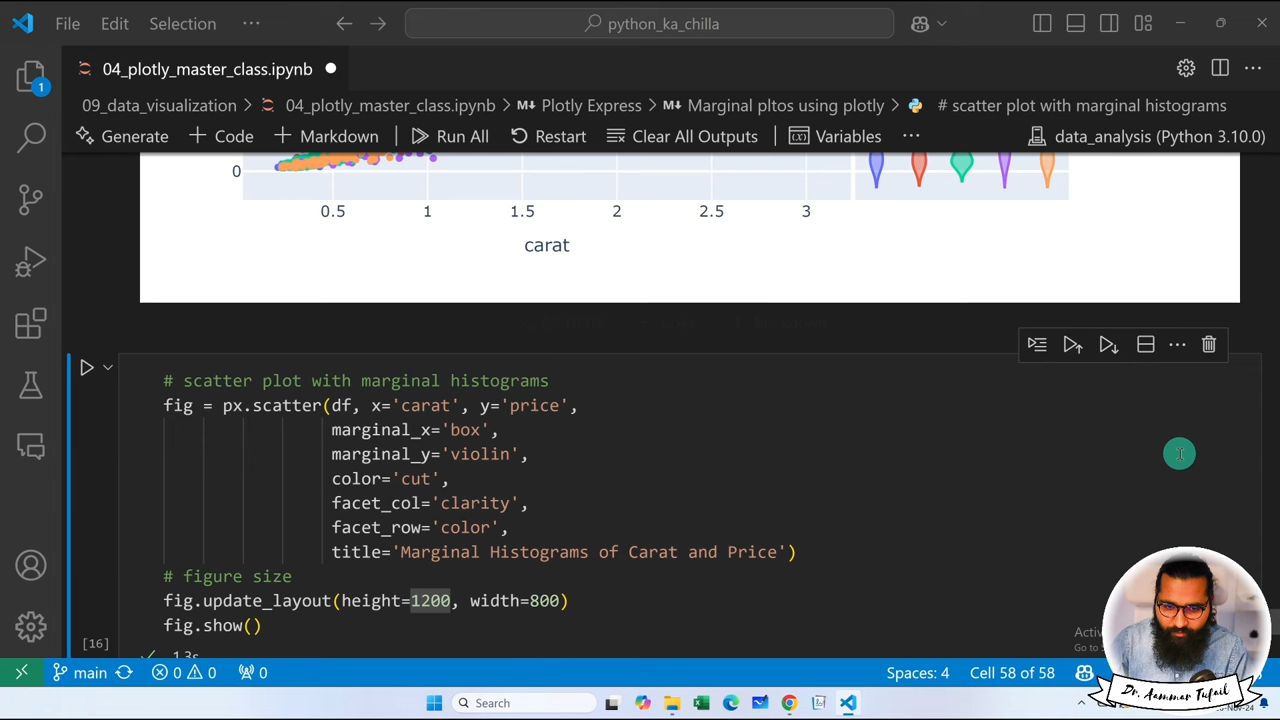 File Edit Selection ··· python_ka_chilla
1
04_plotly_master_class.ipynb
09_data_visualization > 04_plotly_master_class.ipynb > Plotly Express > Marginal pltos using plotly > # scatter plot with marginal histograms
Generate + Code + Markdown Run All Restart Clear All Outputs Variables ··· data_analysis (Python 3.10.0)
0
0.5 1 1.5 2 2.5 3
carat
# scatter plot with marginal histograms
fig = px.scatter(df, x='carat', y='price',
marginal_x='box',
marginal_y='violin',
color='cut',
facet_col='clarity',
facet_row='color',
title='Marginal Histograms of Carat and Price')
# figure size
fig.update_layout(height=1200, width=800)
fig.show()
[16]
1.3s
Dr. Aammar Tufail
main 0 0 0 Spaces: 4 Cell 58 of 58
Search